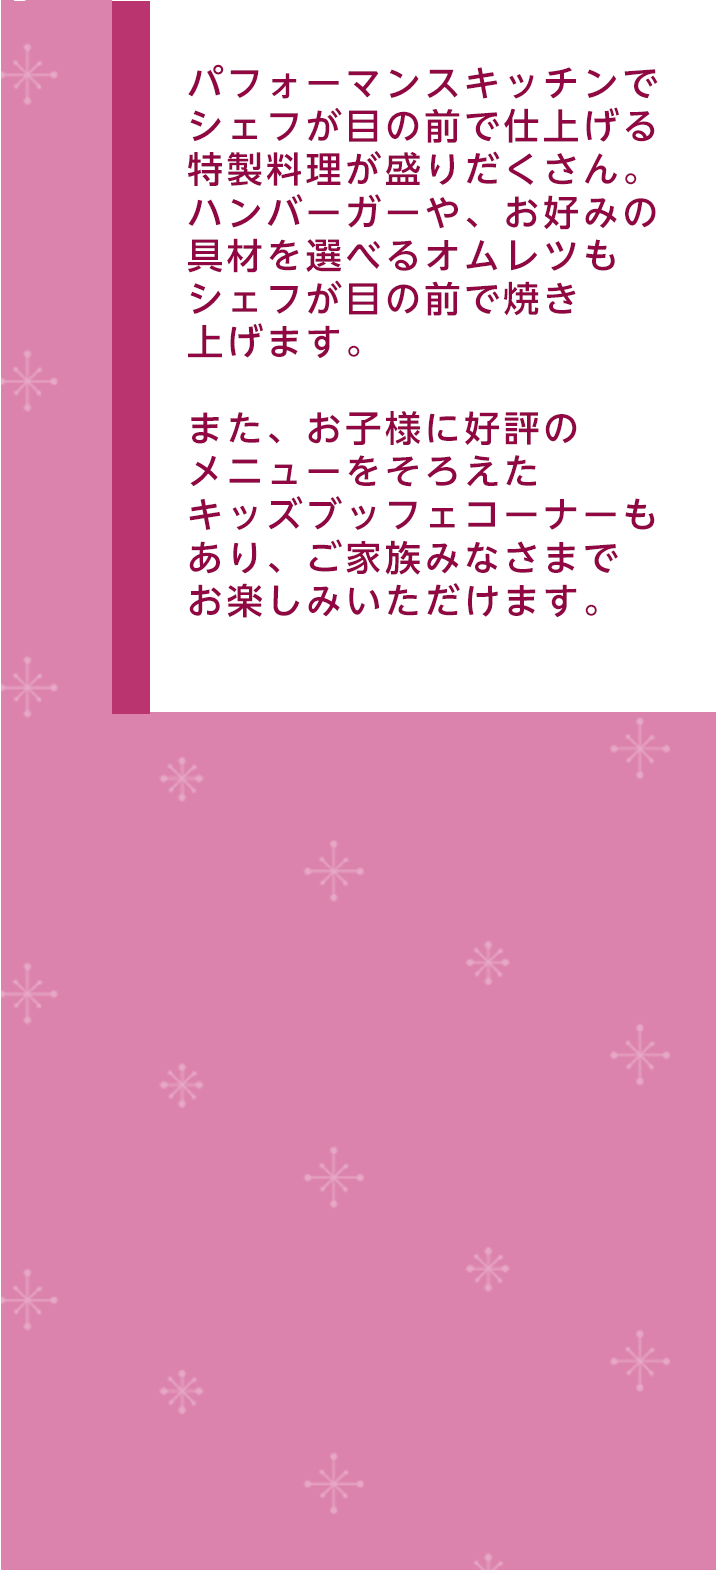 パフォーマンスキッチンで
シェフが目の前で仕上げる
特製料理が盛りだくさん。
ハンバーガーや、お好みの
具材を選べるオムレツも
シェフが目の前で焼き
上げます。
また、お子様に好評の
メニューをそろえた
キッズブッフェコーナーも
あり、ご家族みなさまで
お楽しみいただけます。